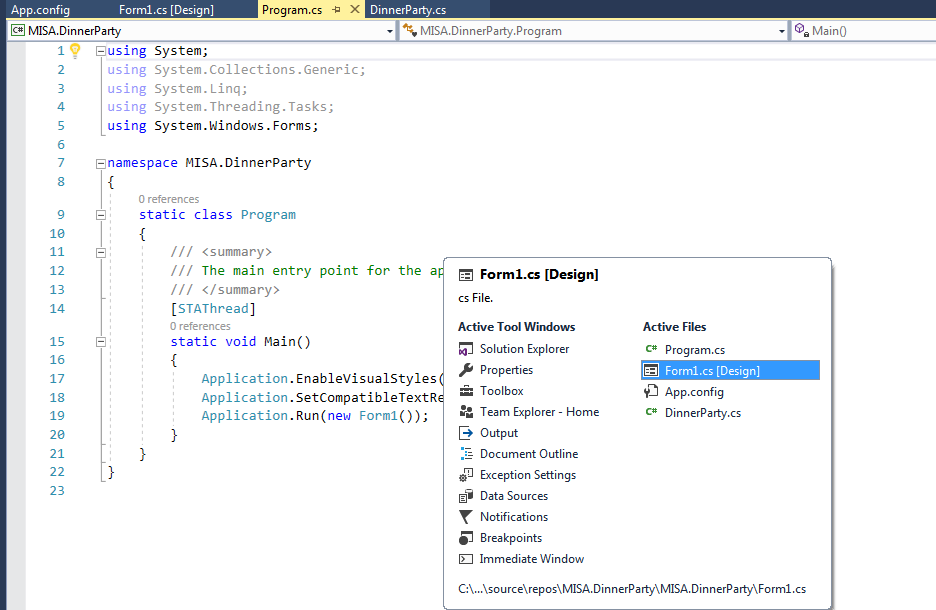 App.config Form1.cs [Design] Program.cs DinnerParty.cs
C# MISA.DinnerParty MISA.DinnerParty.Program Main()
1 using System;
2 using System.Collections.Generic;
3 using System.Linq;
4 using System.Threading.Tasks;
5 using System.Windows.Forms;
6
7 namespace MISA.DinnerParty
8 {
0 references
9 static class Program
10 {
11 /// <summary>
12 /// The main entry point for the ap
13 /// </summary>
14 [STAThread]
0 references
15 static void Main()
16 {
17 Application.EnableVisualStyles(
18 Application.SetCompatibleTextRe
19 Application.Run(new Form1());
20 }
21 }
22 }
23
Form1.cs [Design]
cs File.
Active Tool Windows
Solution Explorer
Properties
Toolbox
Team Explorer - Home
Output
Document Outline
Exception Settings
Data Sources
Notifications
Breakpoints
Immediate Window
Active Files
C# Program.cs
Form1.cs [Design]
App.config
C# DinnerParty.cs
C:\...\source\repos\MISA.DinnerParty\MISA.DinnerParty\Form1.cs